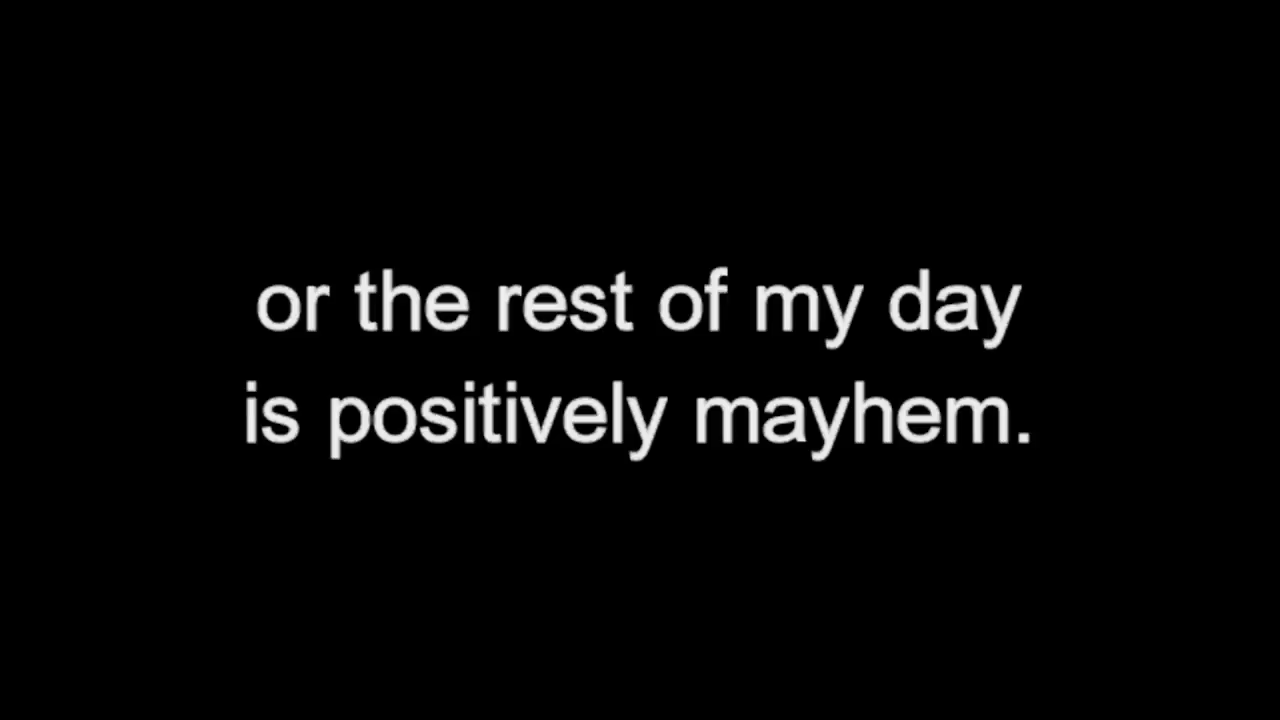 or the rest of my day
is positively mayhem.